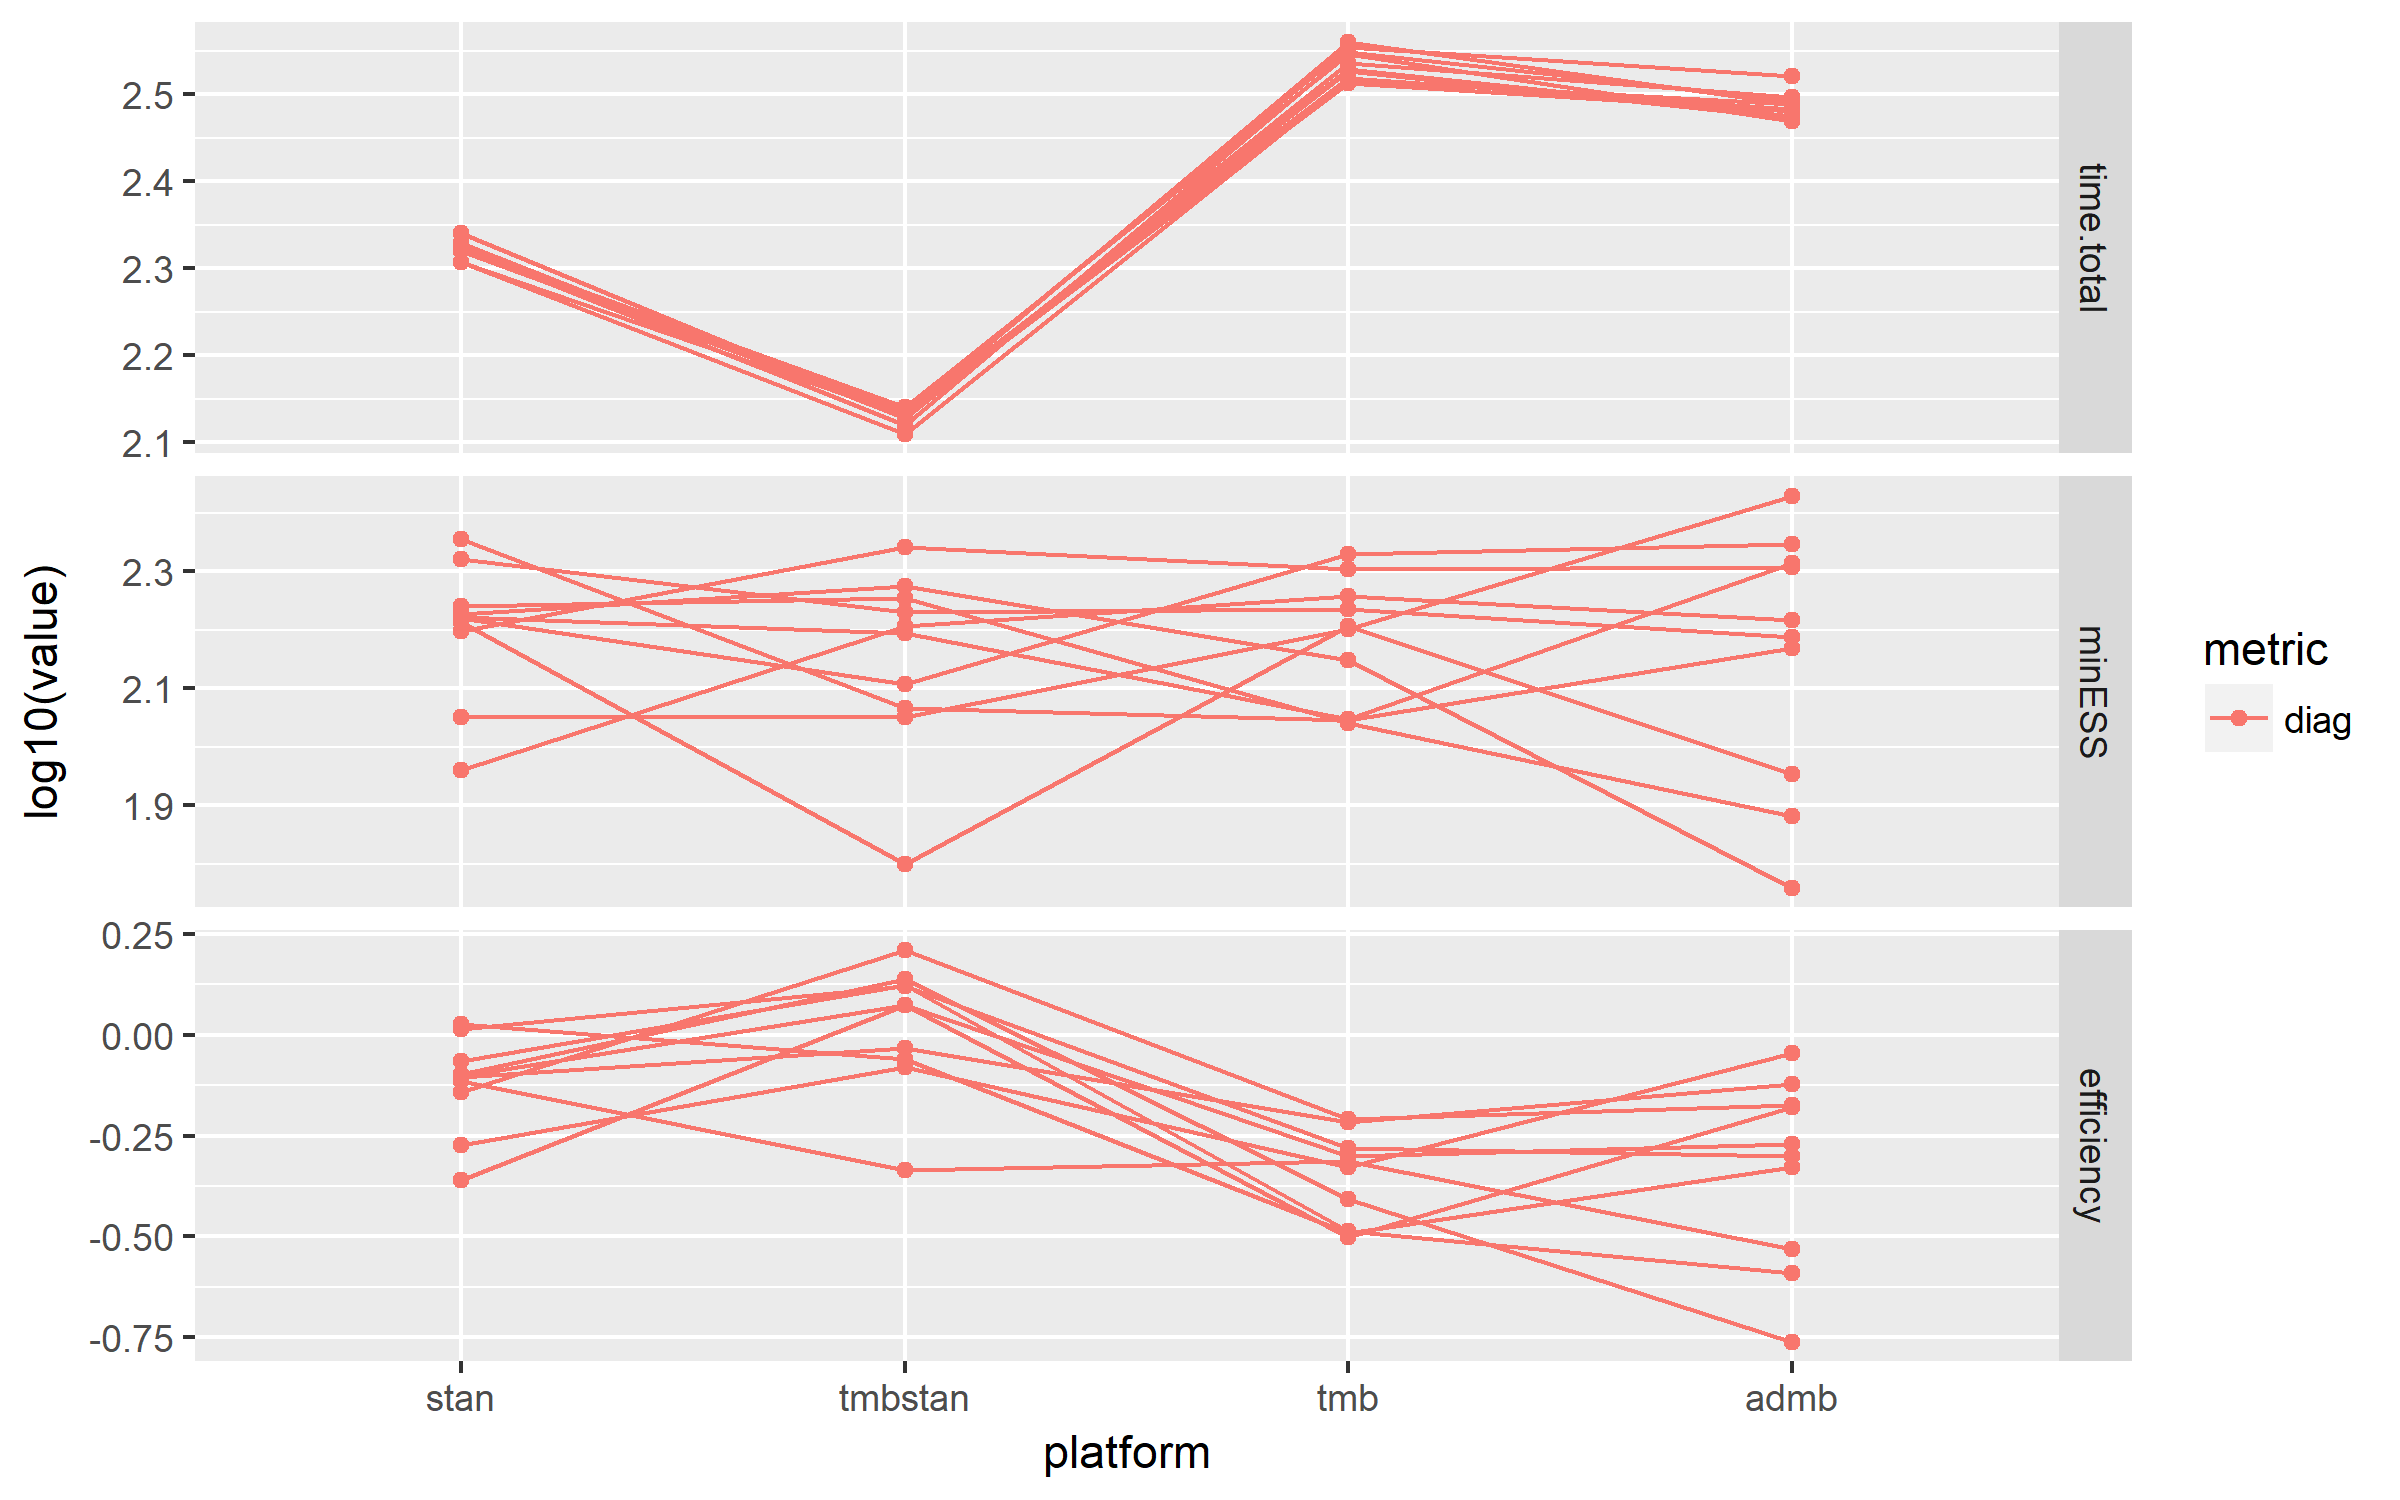 2.5
2.4
2.3
2.2
2.1
time.total
2.3
2.1
1.9
minESS
0.25
0.00
-0.25
-0.50
-0.75
efficiency
log10(value)
stan tmbstan tmb admb
platform
metric
diag